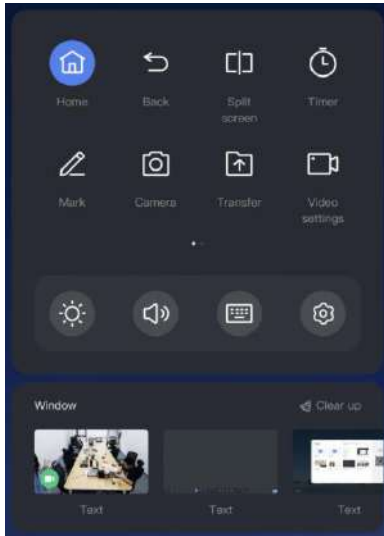 Home
Back
Split
screen
Timer
Mark
Camera
Transfer
Video
settings
Window
Clear up
Text
Text
Text